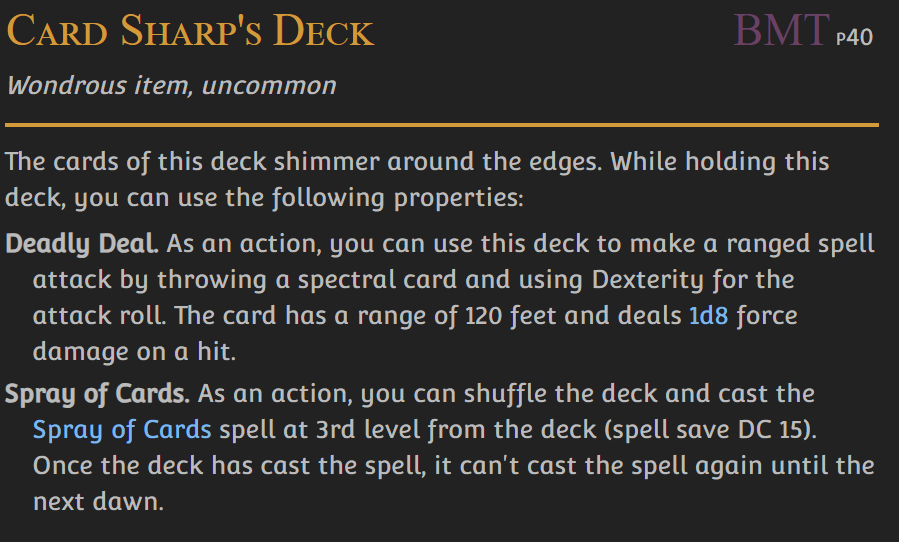 Card Sharp's Deck BMT P40
Wondrous item, uncommon
The cards of this deck shimmer around the edges. While holding this
deck, you can use the following properties:
Deadly Deal. As an action, you can use this deck to make a ranged spell
attack by throwing a spectral card and using Dexterity for the
attack roll. The card has a range of 120 feet and deals 1d8 force
damage on a hit.
Spray of Cards. As an action, you can shuffle the deck and cast the
Spray of Cards spell at 3rd level from the deck (spell save DC 15).
Once the deck has cast the spell, it can't cast the spell again until the
next dawn.